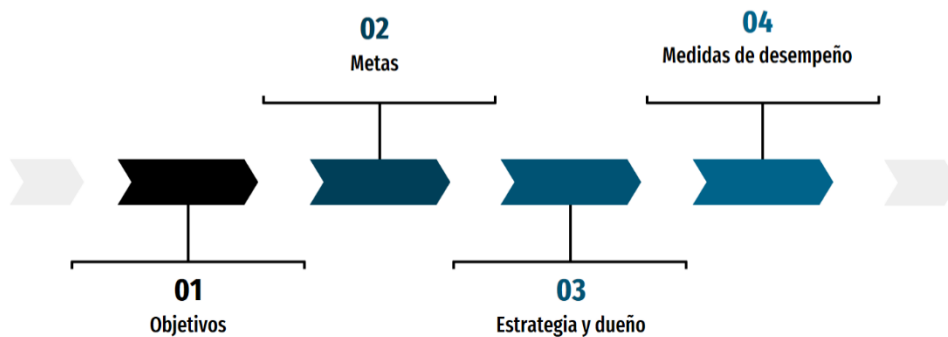 01
Objetivos
02
Metas
03
Estrategia y dueño
04
Medidas de desempeño